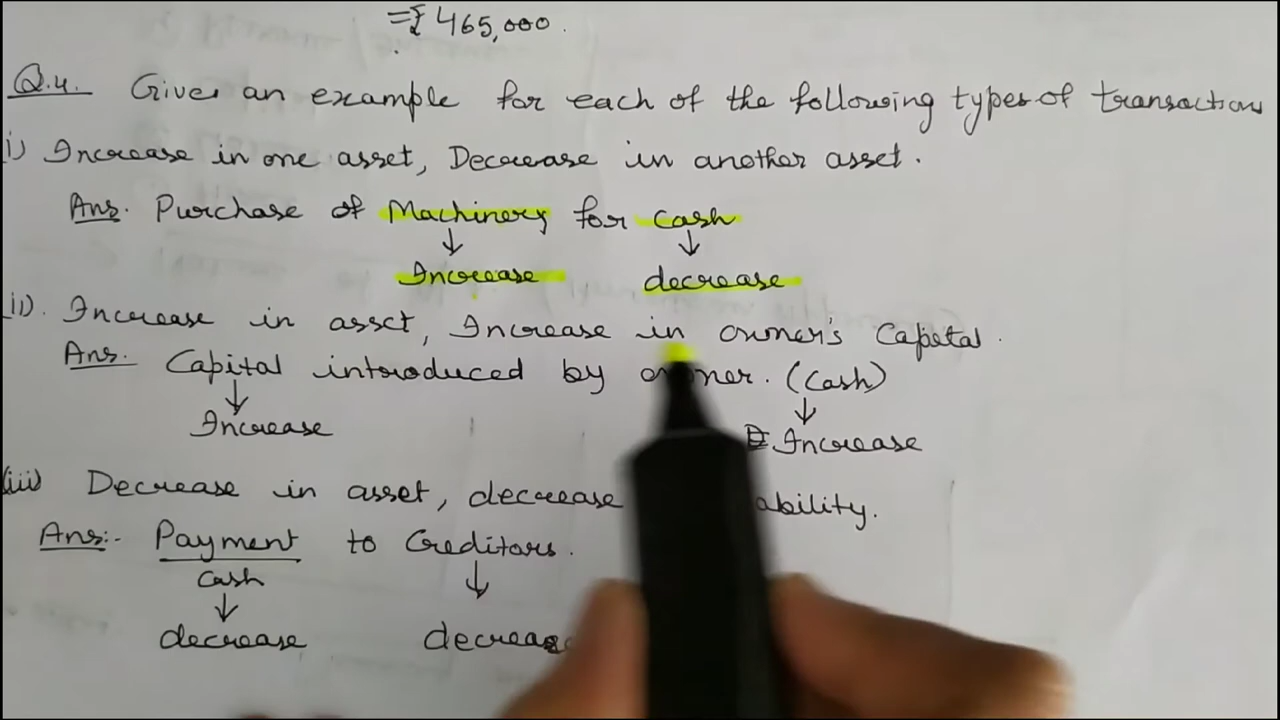 =₹ 465,000.
Q.4. Give an example for each of the following types of transactions
i) Increase in one asset, Decrease in another asset.
Ans. Purchase of Machinery for cash
↓ ↓
Increase decrease
ii). Increase in asset, Increase in owner's Capital.
Ans. Capital introduced by owner. (Cash)
↓ ↓
Increase Increase
(iii) Decrease in asset, decrease ability.
Ans:- Payment to Creditors.
Cash ↓
↓
decrease decrease